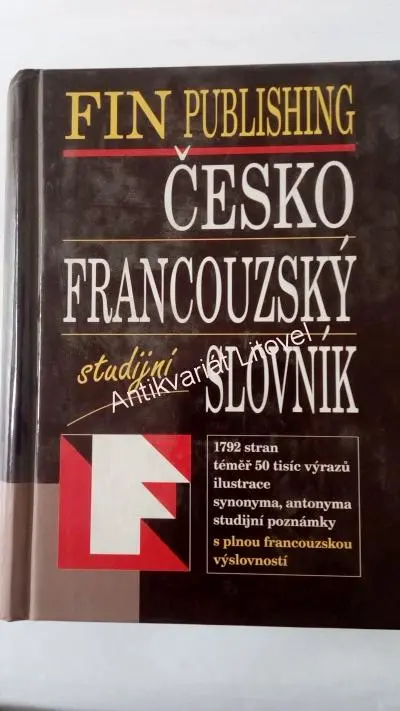 FIN PUBLISHING
ČESKO
FRANCOUZSKÝ
studijní SLOVNÍK
Antikvariat Litovel
1792 stran
téměř 50 tisíc výrazů
ilustrace
synonyma, antonyma
studijní poznámky
s plnou francouzskou
výslovností